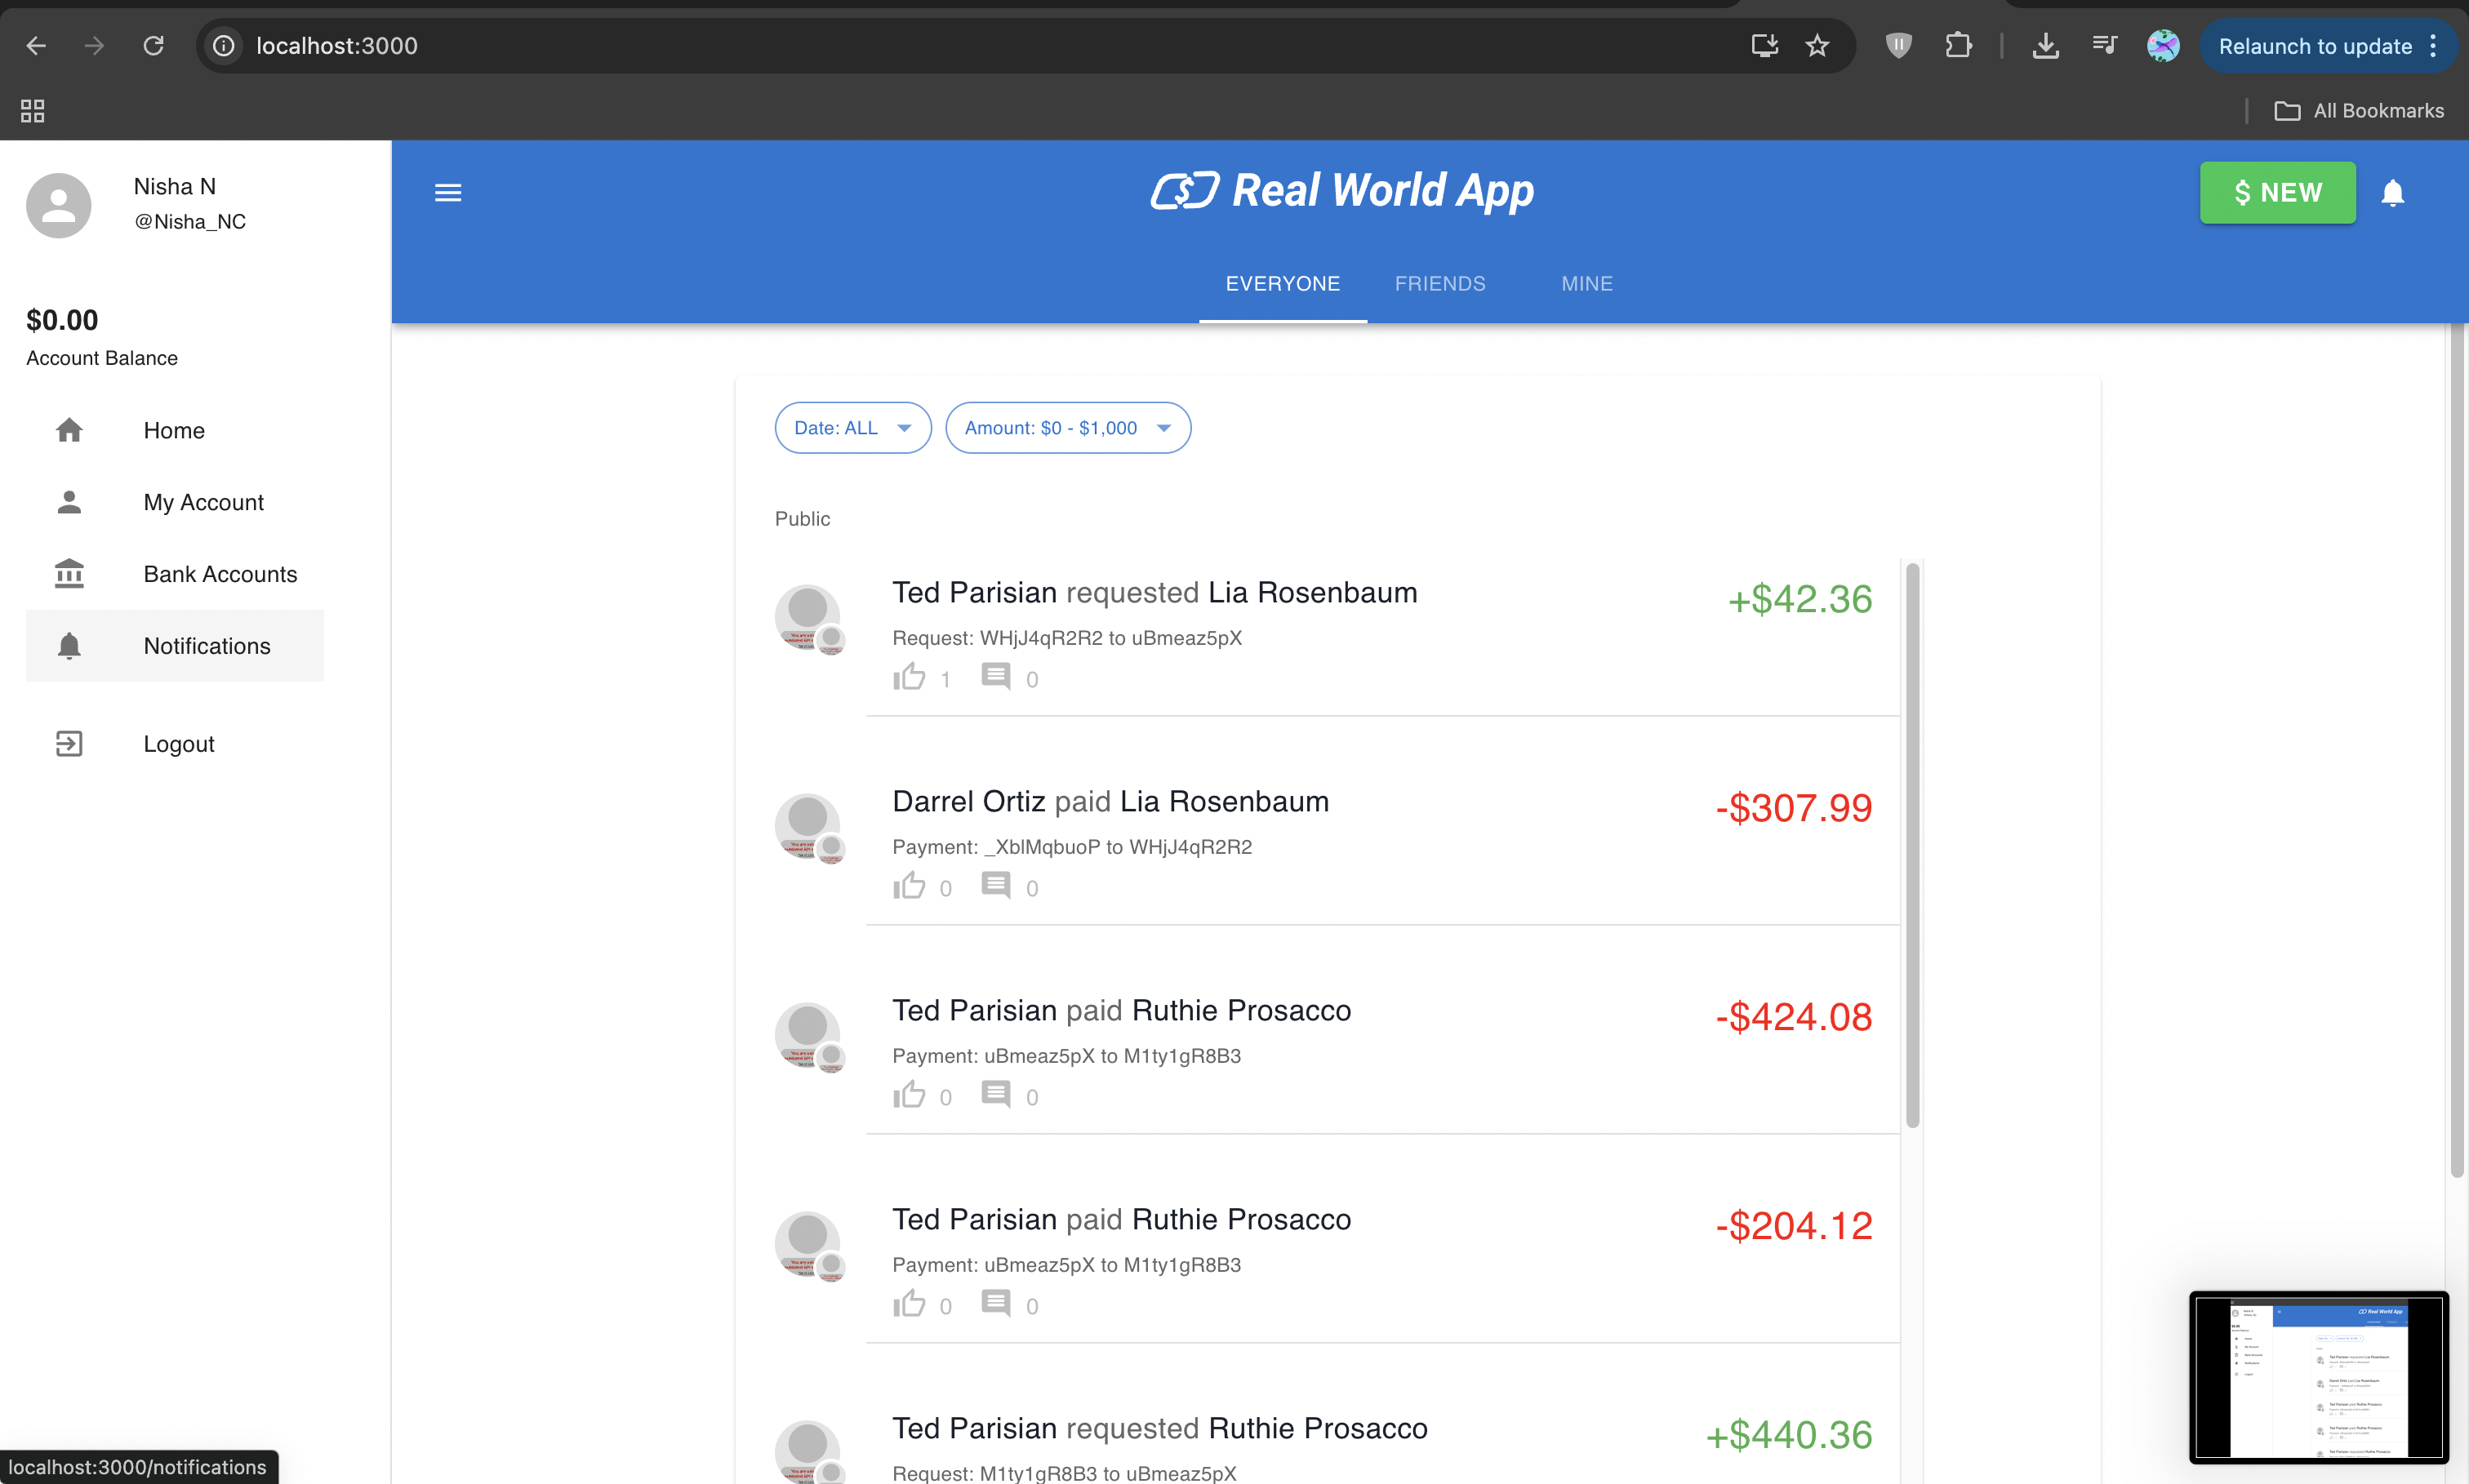 localhost:3000
Relaunch to update
All Bookmarks
Nisha N
@Nisha_NC
$0.00
Account Balance
Home
My Account
Bank Accounts
Notifications
Logout
Real World App
$ NEW
EVERYONE
FRIENDS
MINE
Date: ALL
Amount: $0 - $1,000
Public
Ted Parisian requested Lia Rosenbaum
+$42.36
Request: WHjJ4qR2R2 to uBmeaz5pX
1
0
Darrel Ortiz paid Lia Rosenbaum
-$307.99
Payment: _XblMqbuoP to WHjJ4qR2R2
0
0
Ted Parisian paid Ruthie Prosacco
-$424.08
Payment: uBmeaz5pX to M1ty1gR8B3
0
0
Ted Parisian paid Ruthie Prosacco
-$204.12
Payment: uBmeaz5pX to M1ty1gR8B3
0
0
Ted Parisian requested Ruthie Prosacco
+$440.36
Request: M1ty1gR8B3 to uBmeaz5pX
localhost:3000/notifications
Real World App